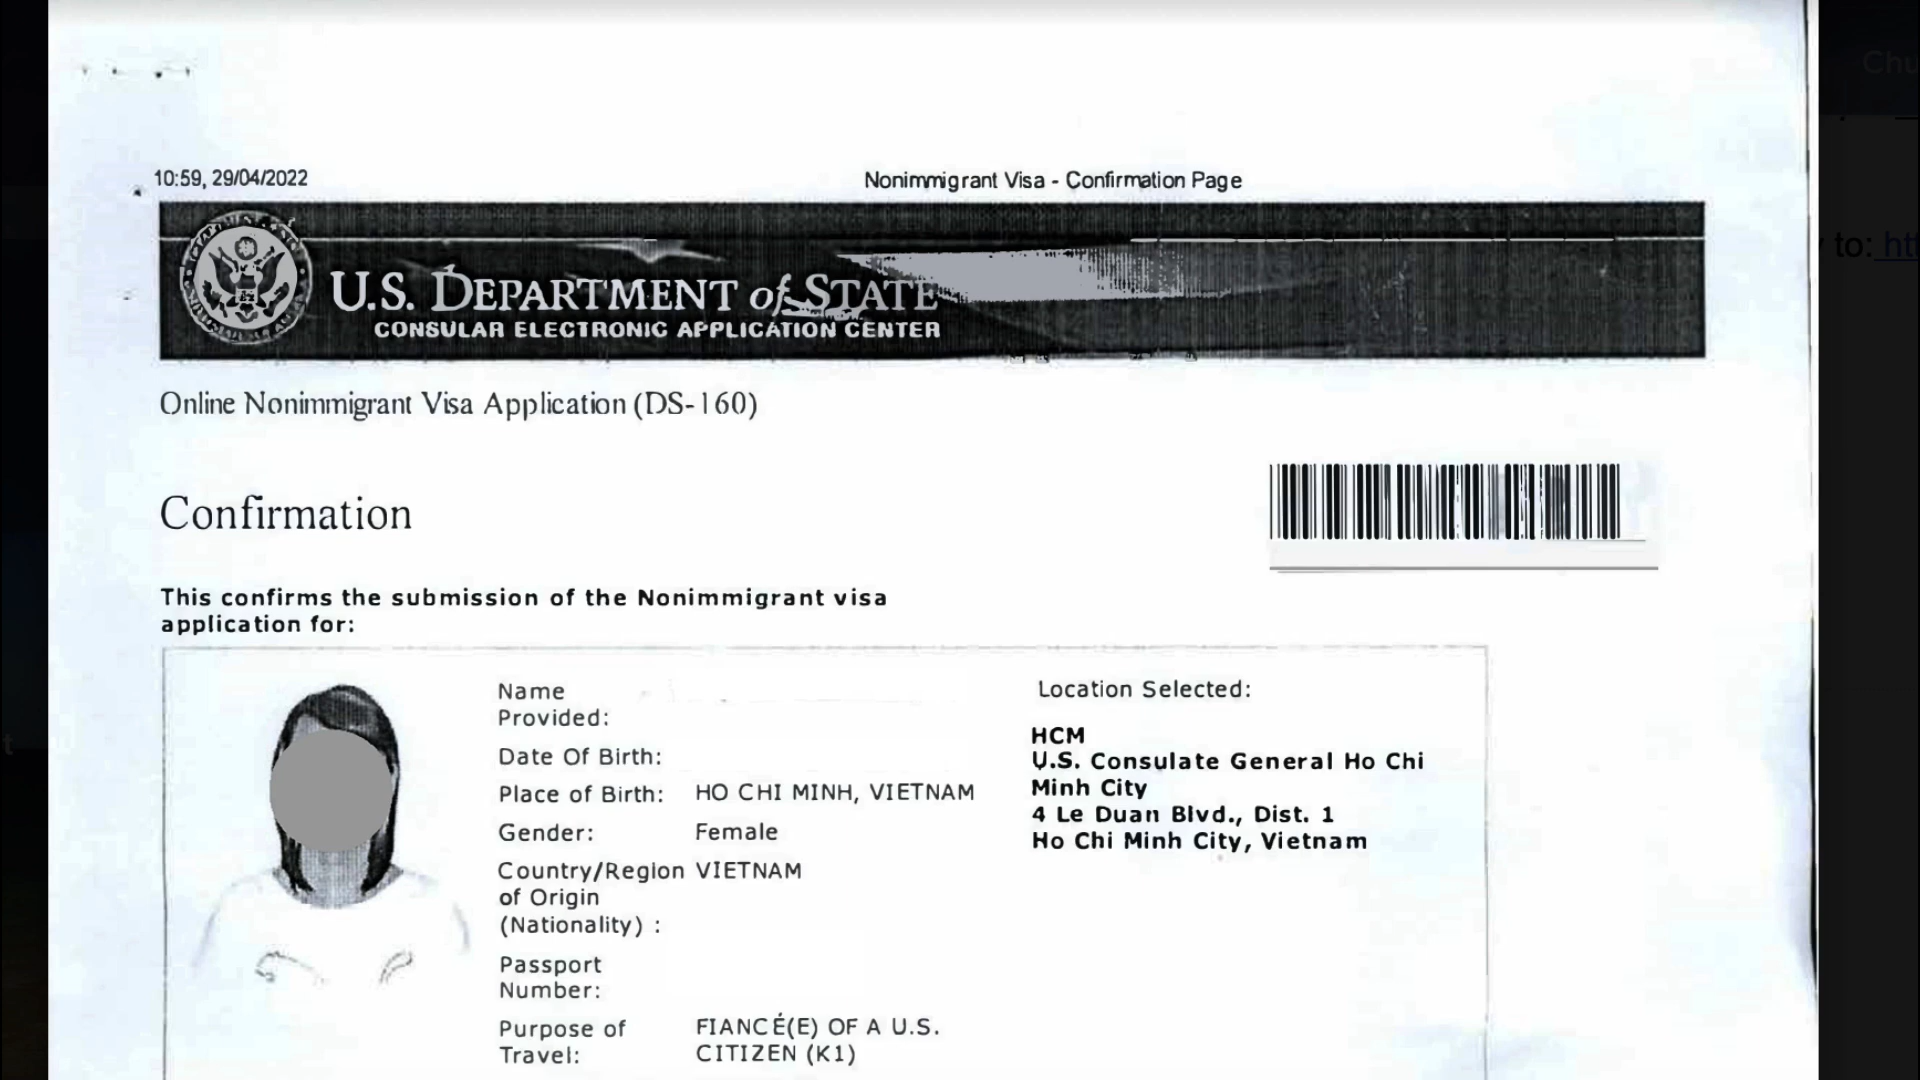 10:59, 29/04/2022
Nonimmigrant Visa - Confirmation Page
U.S. DEPARTMENT of STATE
CONSULAR ELECTRONIC APPLICATION CENTER
Online Nonimmigrant Visa Application (DS-160)
Confirmation
This confirms the submission of the Nonimmigrant visa
application for:
Name
Provided:
Date Of Birth:
Place of Birth: HO CHI MINH, VIETNAM
Gender: Female
Country/Region VIETNAM
of Origin
(Nationality) :
Passport
Number:
Purpose of FIANCÉ(E) OF A U.S.
Travel: CITIZEN (K1)
Location Selected:
HCM
U.S. Consulate General Ho Chi
Minh City
4 Le Duan Blvd., Dist. 1
Ho Chi Minh City, Vietnam
to: htt